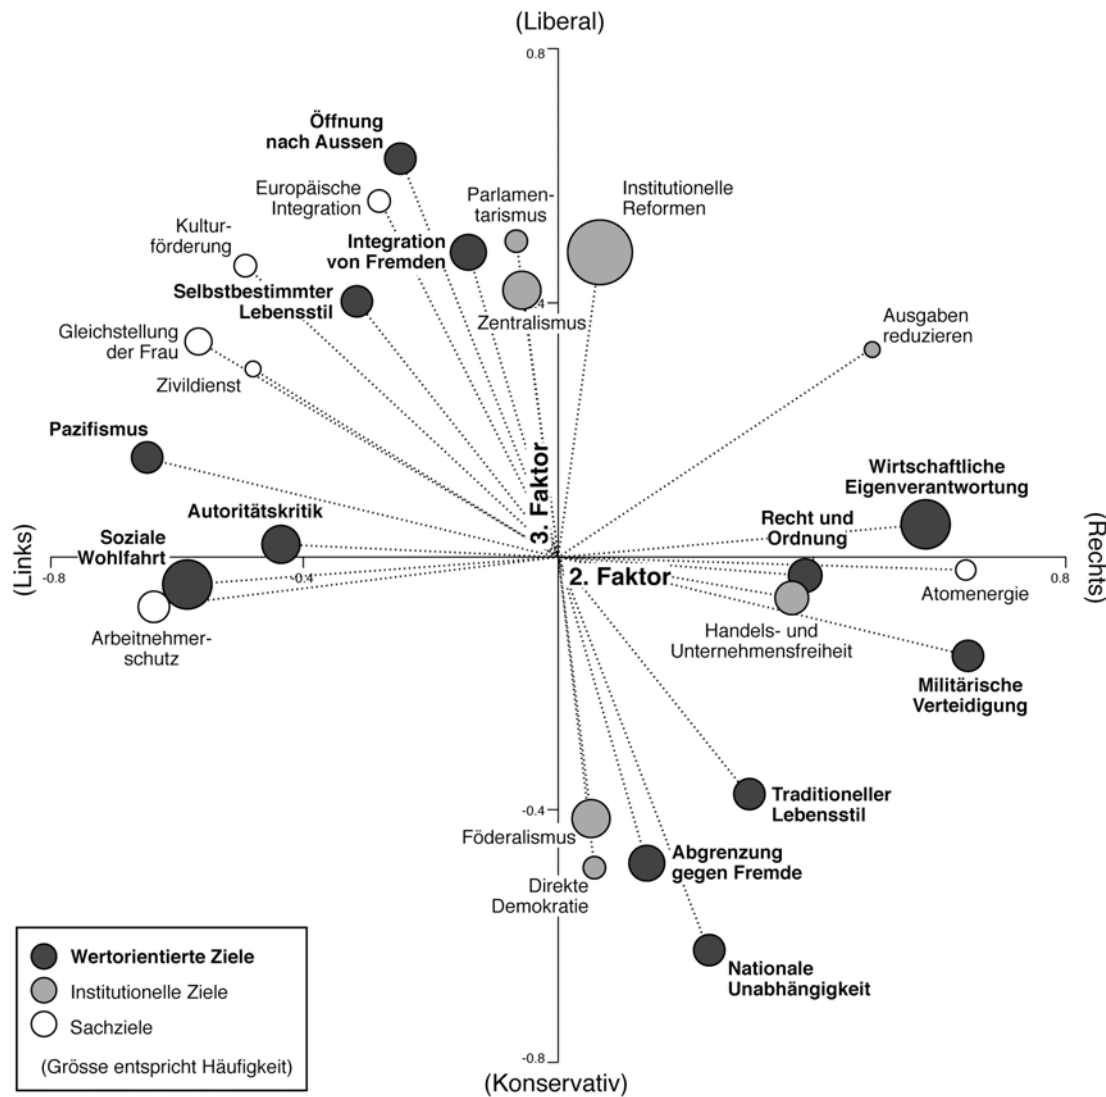 (Liberal)
0.8
Öffnung
nach Aussen
Europäische
Integration
Parlamen-
tarismus
Institutionelle
Reformen
Kultur-
förderung
Integration
von Fremden
Selbstbestimmter
Lebensstil
.4
Zentralismus
Gleichstellung
der Frau
Zivildienst
Ausgaben
reduzieren
Pazifismus
3. Faktor
Wirtschaftliche
Eigenverantwortung
Autoritätskritik
Recht und
Ordnung
Soziale
Wohlfahrt
(Links)
-0.8
-0.4
2. Faktor
0.8
(Rechts)
Atomenergie
Arbeitnehmer-
schutz
Handels- und
Unternehmensfreiheit
Militärische
Verteidigung
-0.4
Traditioneller
Lebensstil
Föderalismus
Abgrenzung
gegen Fremde
Direkte
Demokratie
Nationale
Unabhängigkeit
Wertorientierte Ziele
Institutionelle Ziele
Sachziele
(Grösse entspricht Häufigkeit)
-0.8
(Konservativ)